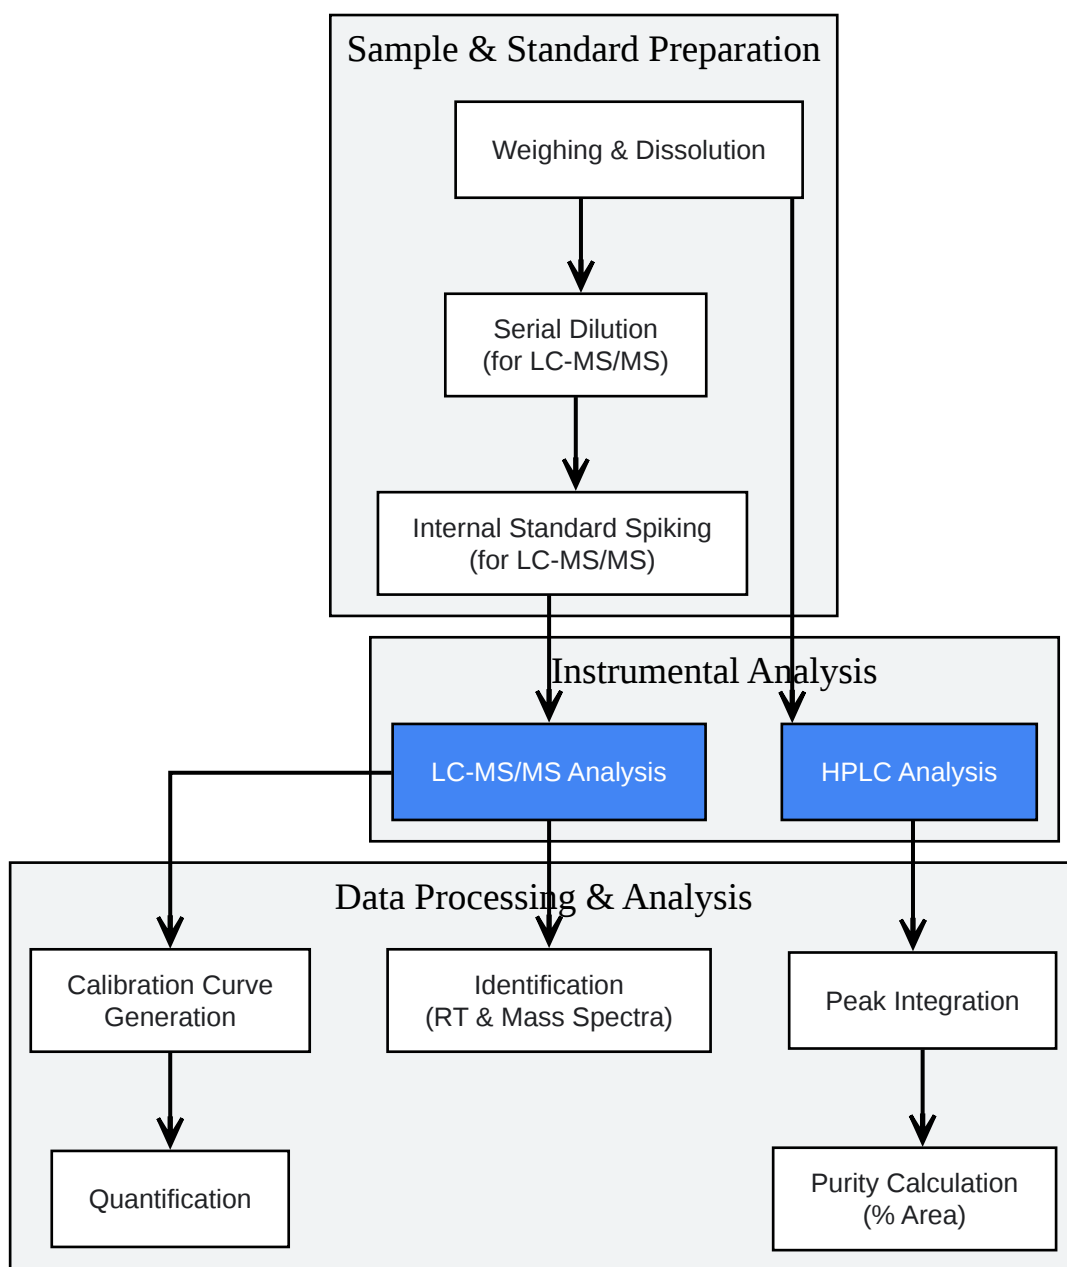 Sample & Standard Preparation
Weighing & Dissolution
Serial Dilution
(for LC-MS/MS)
Internal Standard Spiking
(for LC-MS/MS)
Instrumental Analysis
LC-MS/MS Analysis
HPLC Analysis
Data Processing & Analysis
Calibration Curve
Generation
Identification
(RT & Mass Spectra)
Peak Integration
Quantification
Purity Calculation
(% Area)